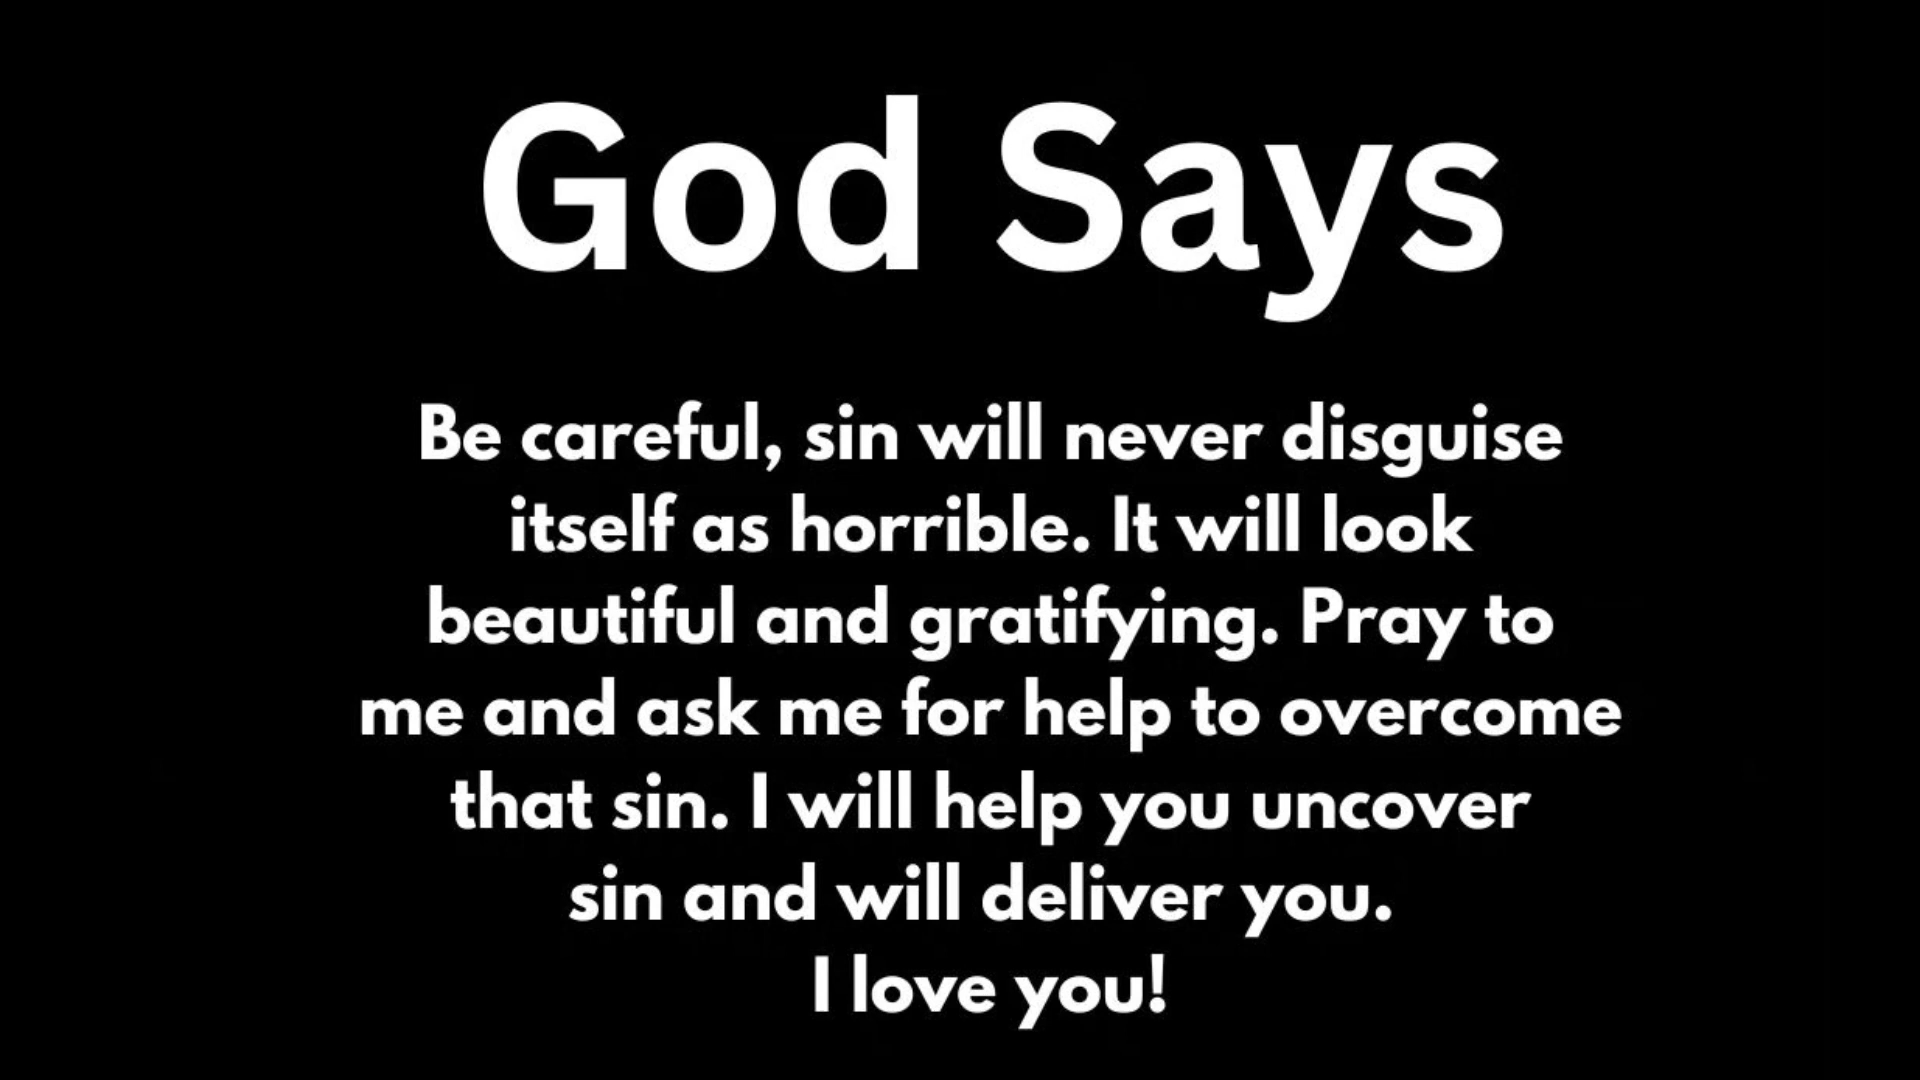 God Says
Be careful, sin will never disguise
itself as horrible. It will look
beautiful and gratifying. Pray to
me and ask me for help to overcome
that sin. I will help you uncover
sin and will deliver you.
I love you!